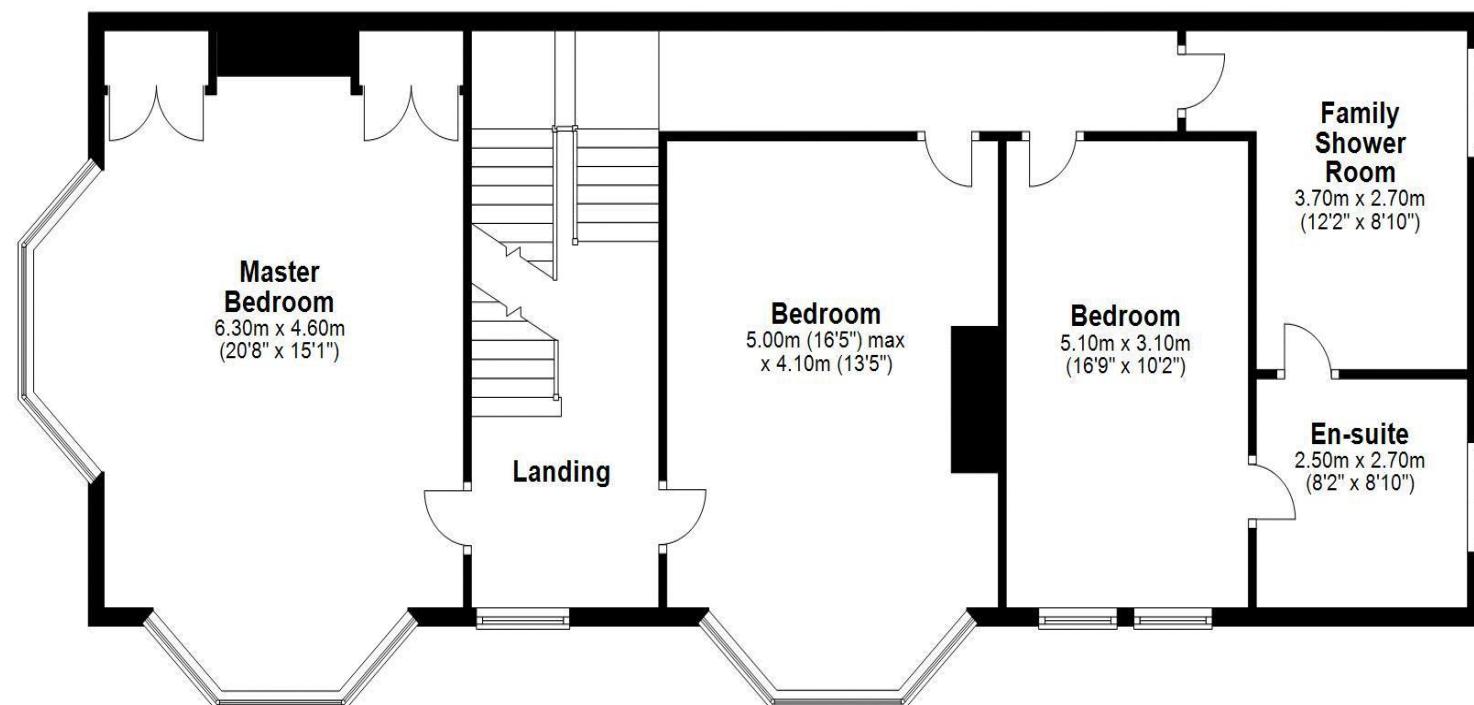 Master
Bedroom
6.30m x 4.60m
(20'8" x 15'1")
Landing
Bedroom
5.00m (16'5") max
x 4.10m (13'5")
Bedroom
5.10m x 3.10m
(16'9" x 10'2")
Family
Shower
Room
3.70m x 2.70m
(12'2" x 8'10")
En-suite
2.50m x 2.70m
(8'2" x 8'10")